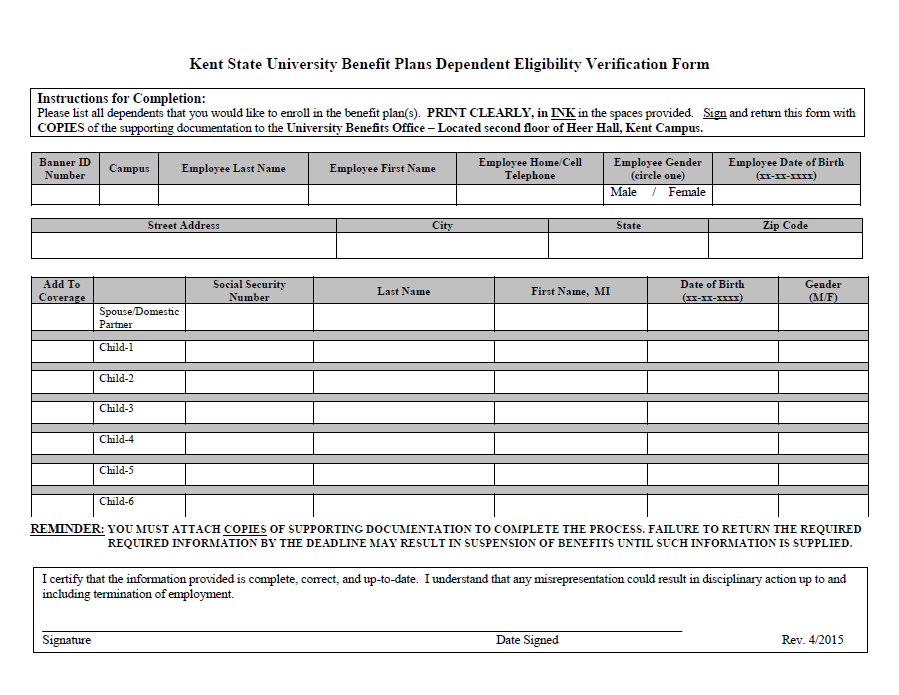 Kent State University Benefit Plans Dependent Eligibility Verification Form
Instructions for Completion:
Please list all dependents that you would like to enroll in the benefit plan(s). PRINT CLEARLY, in INK in the spaces provided. Sign and return this form with
COPIES of the supporting documentation to the University Benefits Office – Located second floor of Heer Hall, Kent Campus.
Banner ID Number Campus Employee Last Name Employee First Name Employee Home/Cell Telephone Employee Gender (circle one) Employee Date of Birth (xx-xx-xxxx)
Male / Female
Street Address City State Zip Code
Add To Coverage Social Security Number Last Name First Name, MI Date of Birth (xx-xx-xxxx) Gender (M/F)
Spouse/Domestic
Partner
Child-1
Child-2
Child-3
Child-4
Child-5
Child-6
REMINDER: YOU MUST ATTACH COPIES OF SUPPORTING DOCUMENTATION TO COMPLETE THE PROCESS. FAILURE TO RETURN THE REQUIRED
REQUIRED INFORMATION BY THE DEADLINE MAY RESULT IN SUSPENSION OF BENEFITS UNTIL SUCH INFORMATION IS SUPPLIED.
I certify that the information provided is complete, correct, and up-to-date. I understand that any misrepresentation could result in disciplinary action up to and
including termination of employment.
Signature Date Signed Rev. 4/2015